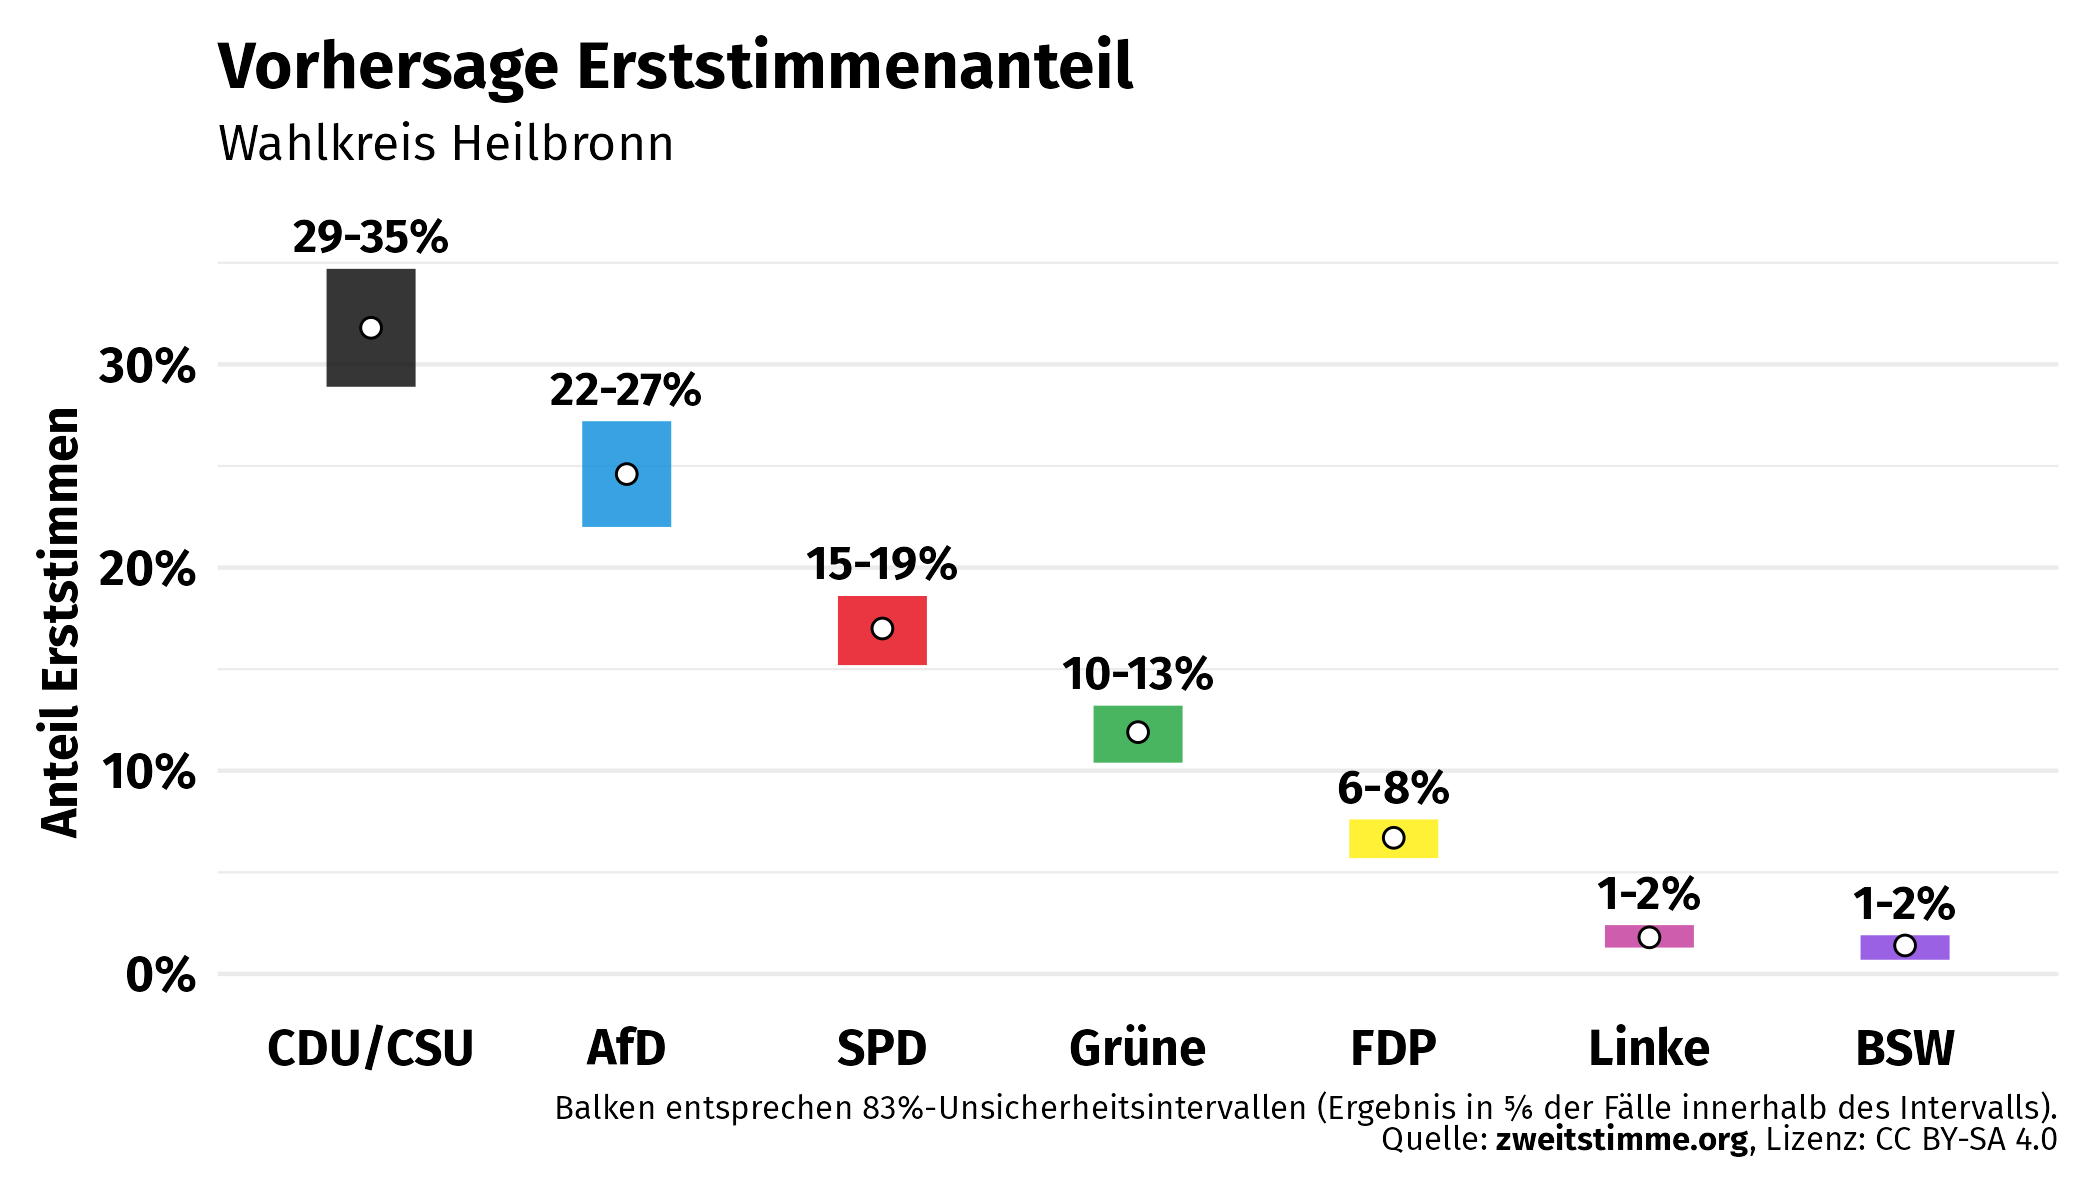 Vorhersage Erststimmenanteil
Wahlkreis Heilbronn
29-35%
30%
22-27%
20%
15-19%
10-13%
10%
6-8%
1-2%
1-2%
0%
Anteil Erststimmen
CDU/CSU AfD SPD Grüne FDP Linke BSW
Balken entsprechen 83%-Unsicherheitsintervallen (Ergebnis in ⅚ der Fälle innerhalb des Intervalls).
Quelle: zweitstimme.org, Lizenz: CC BY-SA 4.0